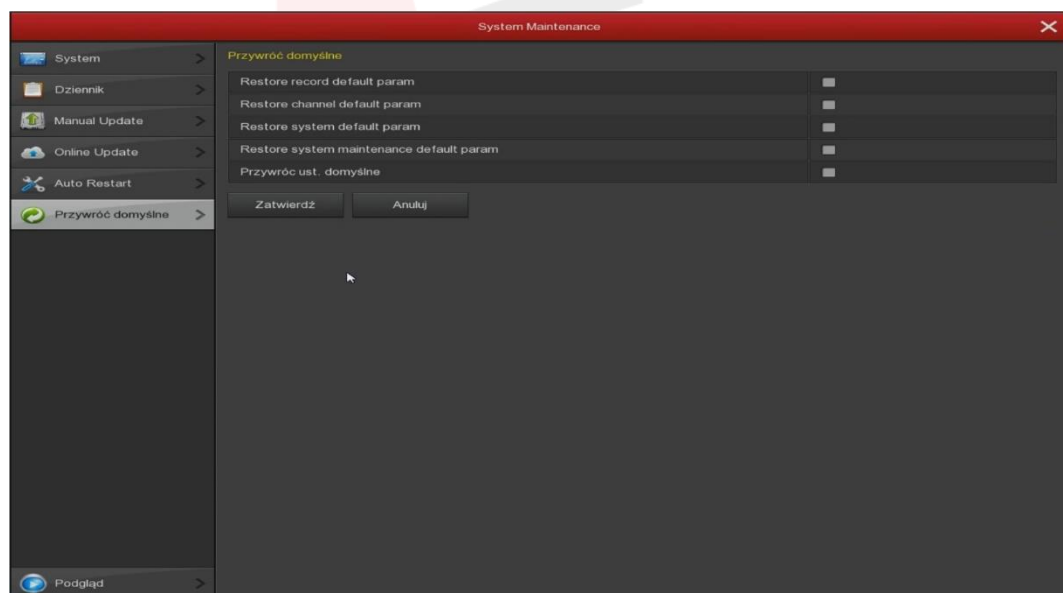 System Maintenance
System
Dziennik
Manual Update
Online Update
Auto Restart
Przywróć domyślne
Podgląd
Przywróć domyślne
Restore record default param
Restore channel default param
Restore system default param
Restore system maintenance default param
Przywróc ust. domyślne
Zatwierdź Anuluj